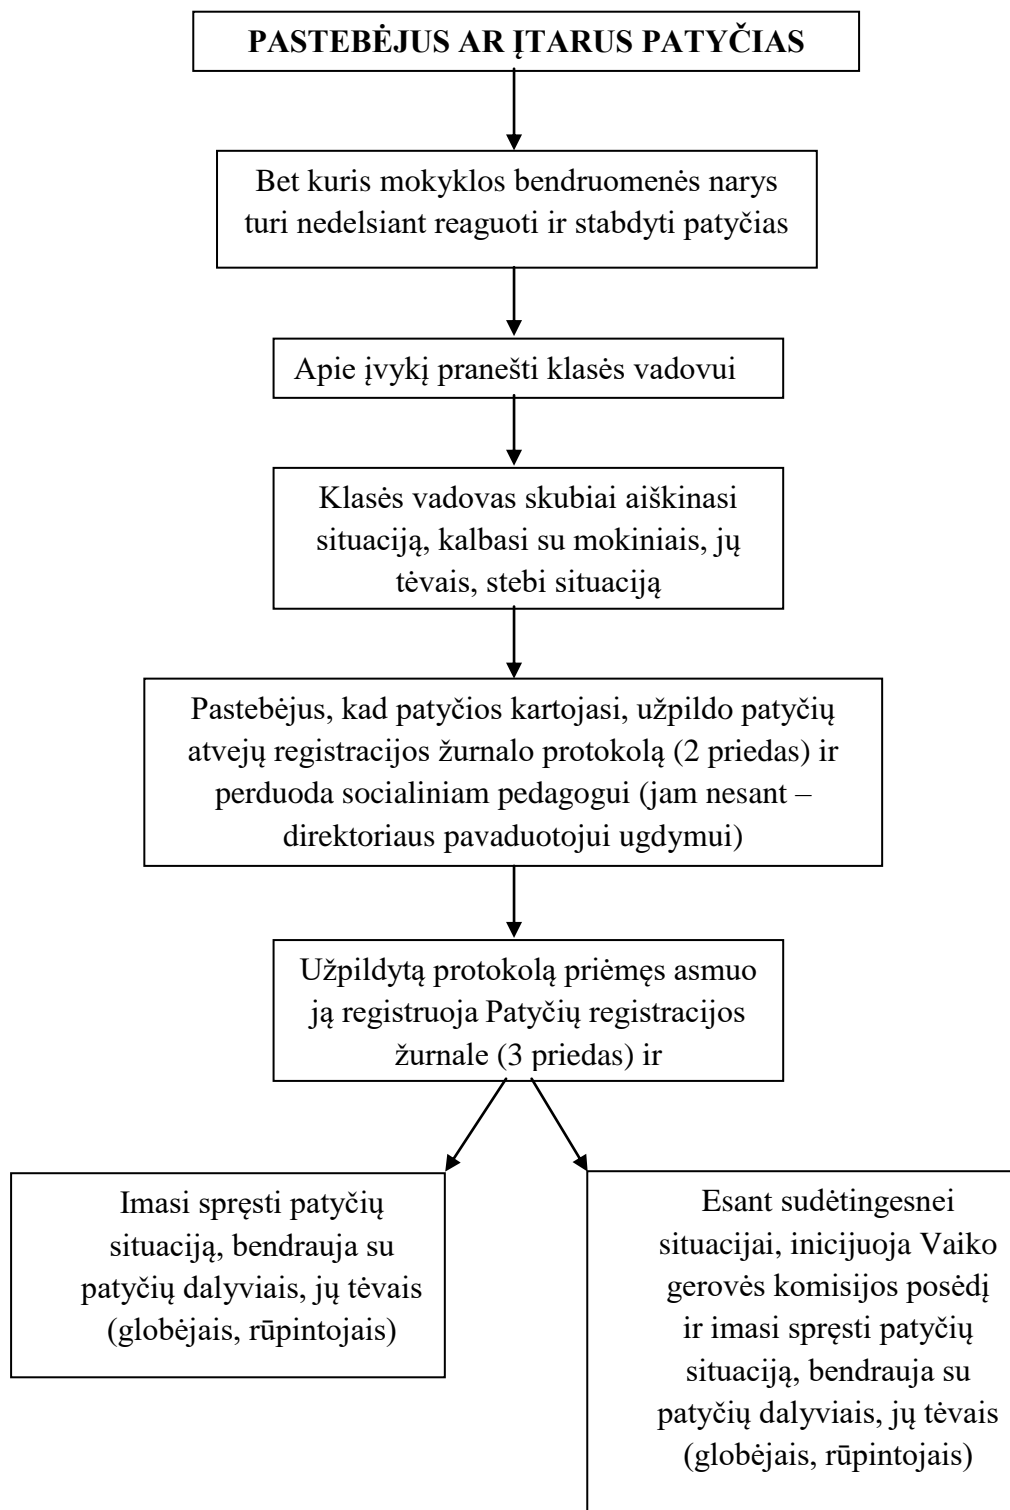 PASTEBĖJUS AR ĮTARUS PATYČIAS
Bet kuris mokyklos bendruomenės narys
turi nedelsiant reaguoti ir stabdyti patyčias
Apie įvykį pranešti klasės vadovui
Klasės vadovas skubiai aiškinasi
situaciją, kalbasi su mokiniais, jų
tėvais, stebi situaciją
Pastebėjus, kad patyčios kartojasi, užpildo patyčių
atvejų registracijos žurnalo protokolą (2 priedas) ir
perduoda socialiniam pedagogui (jam nesant –
direktoriaus pavaduotojui ugdymui)
Užpildytą protokolą priėmęs asmuo
ją registruoja Patyčių registracijos
žurnale (3 priedas) ir
Imasi spręsti patyčių
situaciją, bendrauja su
patyčių dalyviais, jų tėvais
(globėjais, rūpintojais)
Esant sudėtingesnei
situacijai, inicijuoja Vaiko
gerovės komisijos posėdį
ir imasi spręsti patyčių
situaciją, bendrauja su
patyčių dalyviais, jų tėvais
(globėjais, rūpintojais)